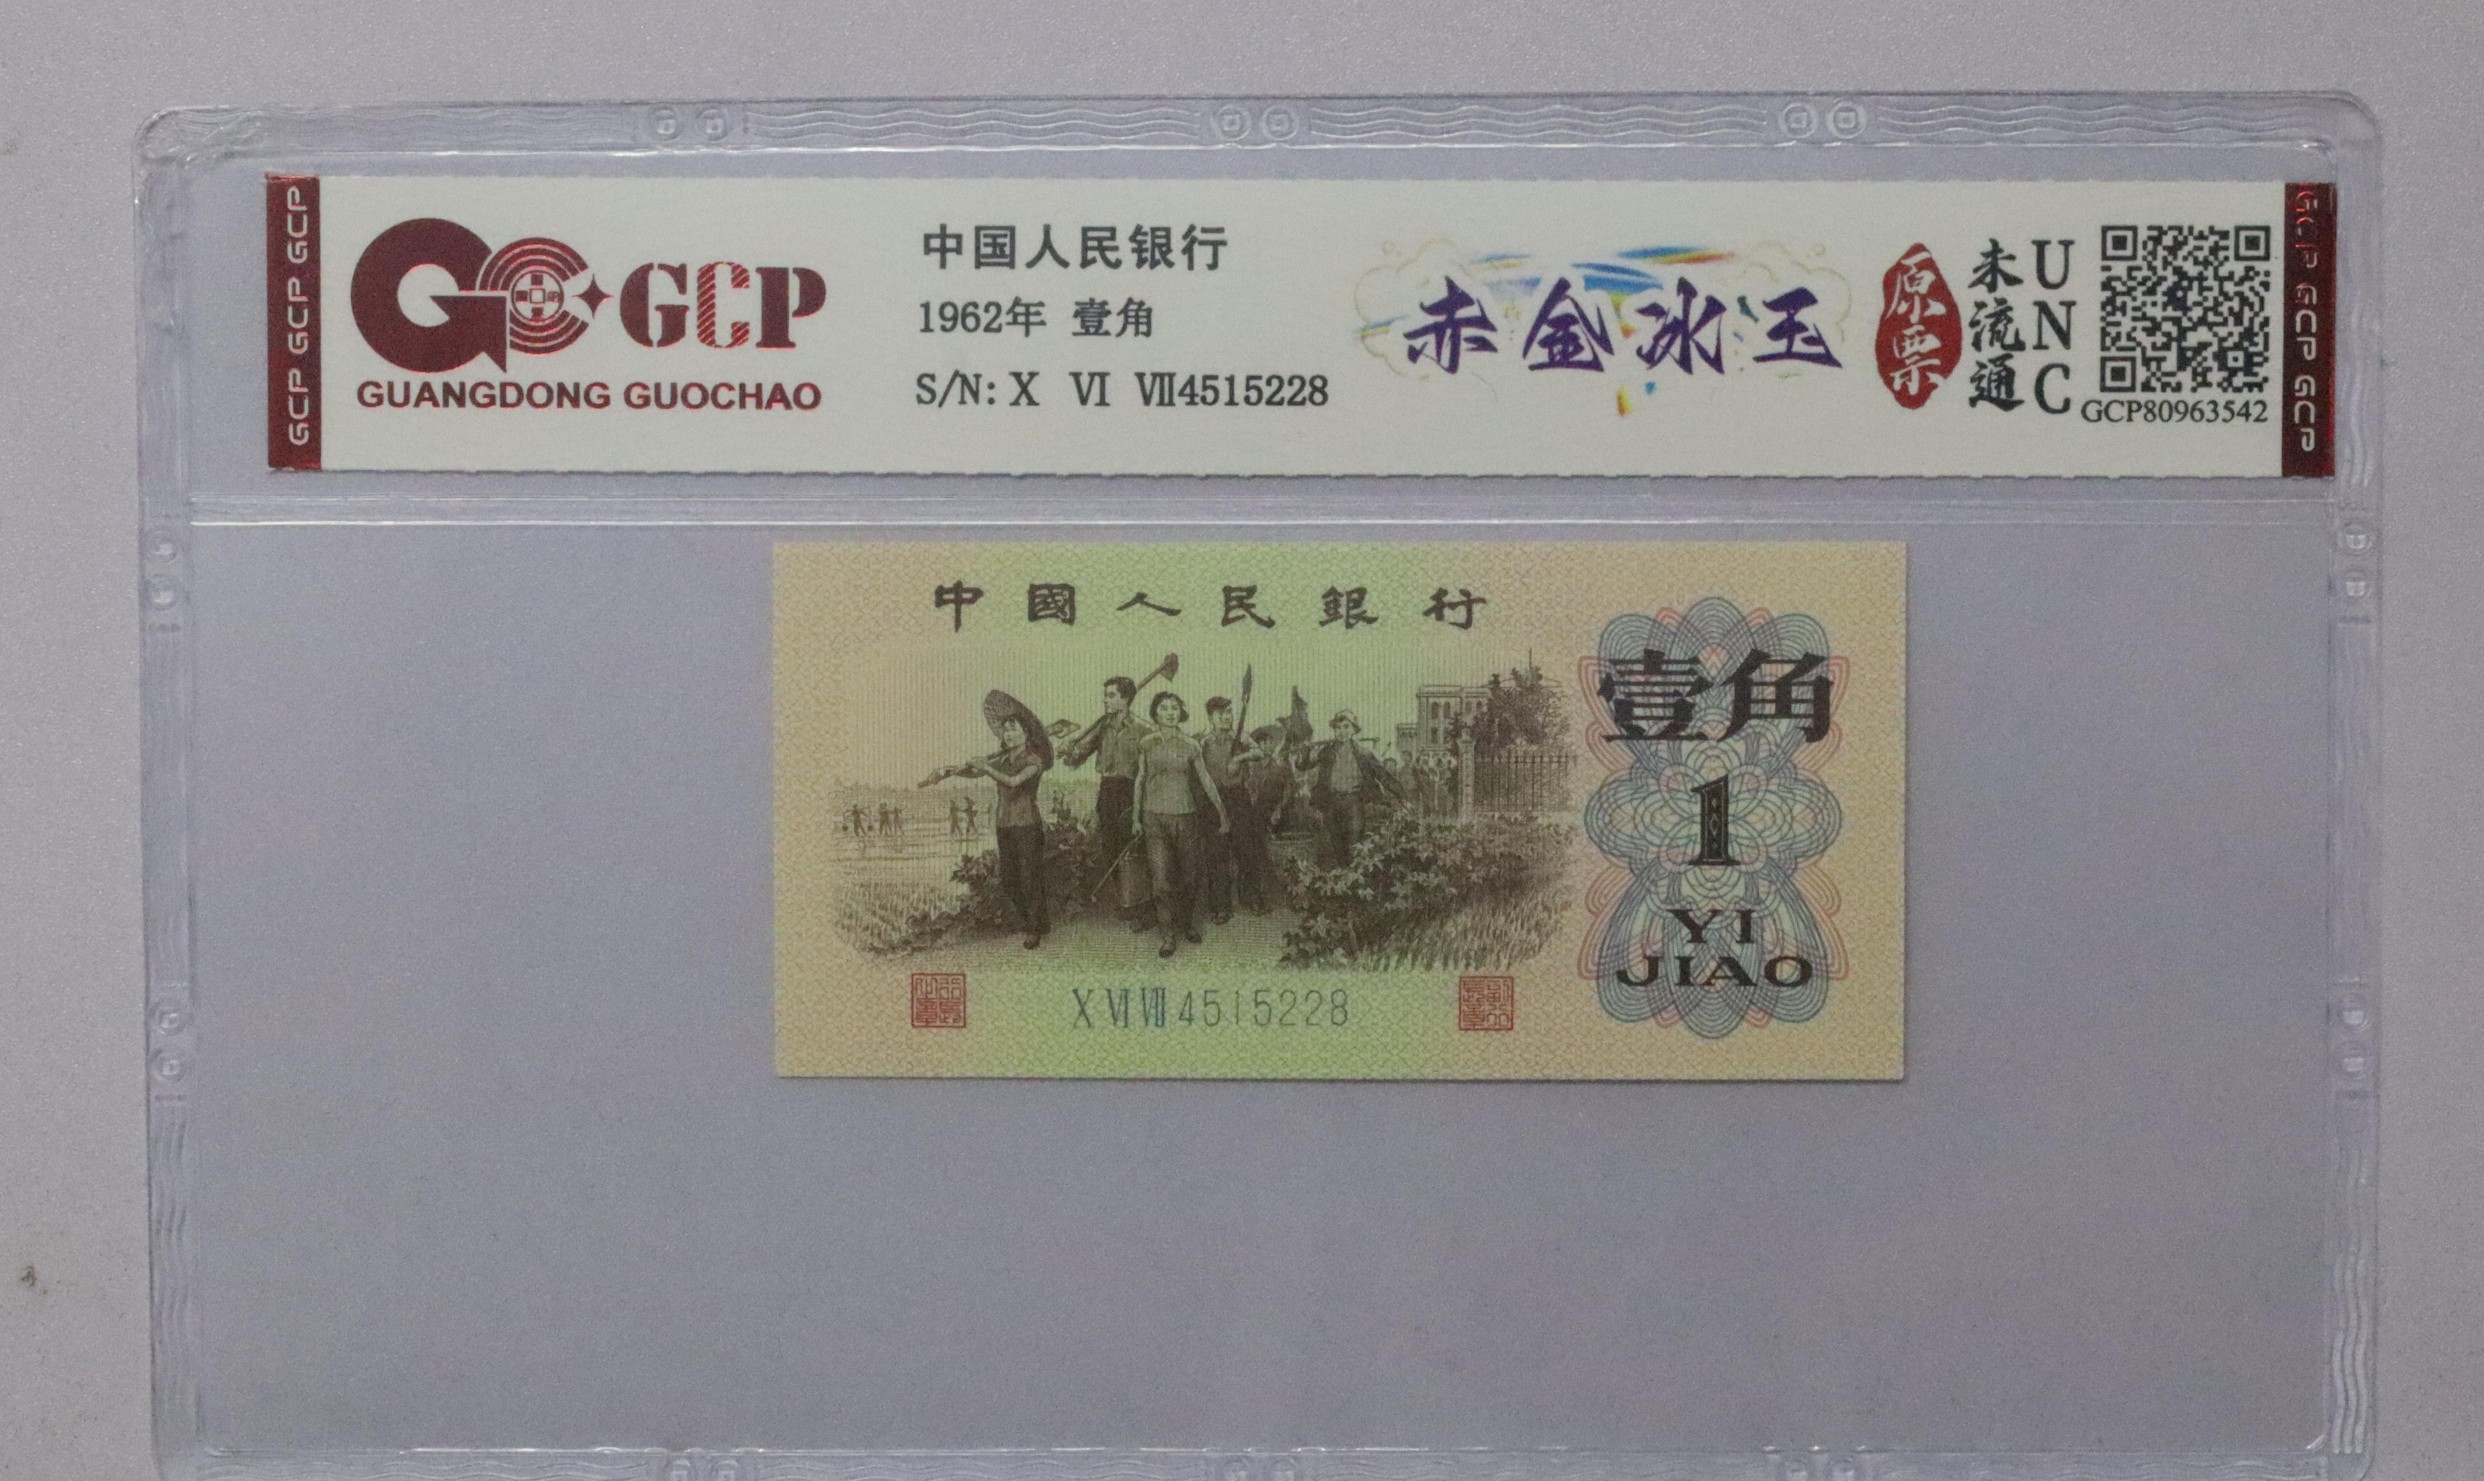 GCP GCP GCP
GCP
GUANGDONG GUOCHAO
中国人民银行
1962年 壹角
S/N: X VI VII4515228
赤金冰玉
原票
未流通
UNC
GCP80963542
GCP GCP GCP
中國人民銀行
壹角
1
YI
JIAO
X VI VII 4515228